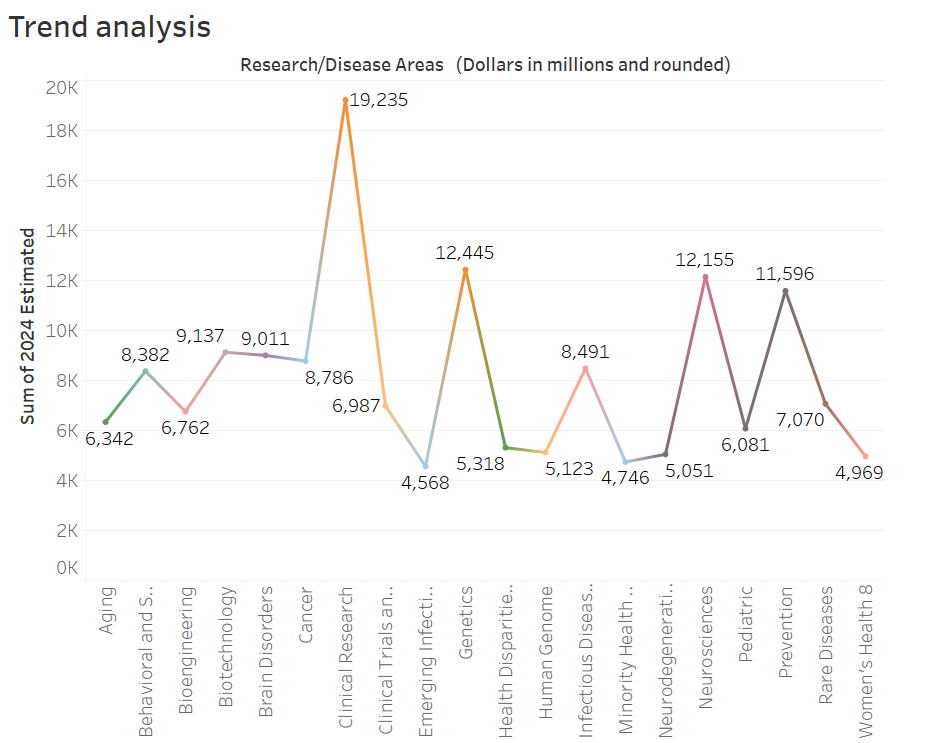 Trend analysis
Research/Disease Areas (Dollars in millions and rounded)
Sum of 2024 Estimated
20K
18K
16K
14K
12K
10K
8K
6K
4K
2K
0K
6,342
8,382
6,762
9,137
9,011
8,786
19,235
6,987
4,568
12,445
5,318
5,123
8,491
4,746
5,051
12,155
6,081
11,596
7,070
4,969
Aging
Behavioral and S..
Bioengineering
Biotechnology
Brain Disorders
Cancer
Clinical Research
Clinical Trials an..
Emerging Infecti..
Genetics
Health Disparitie..
Human Genome
Infectious Diseas..
Minority Health ..
Neurodegenerati..
Neurosciences
Pediatric
Prevention
Rare Diseases
Women's Health 8